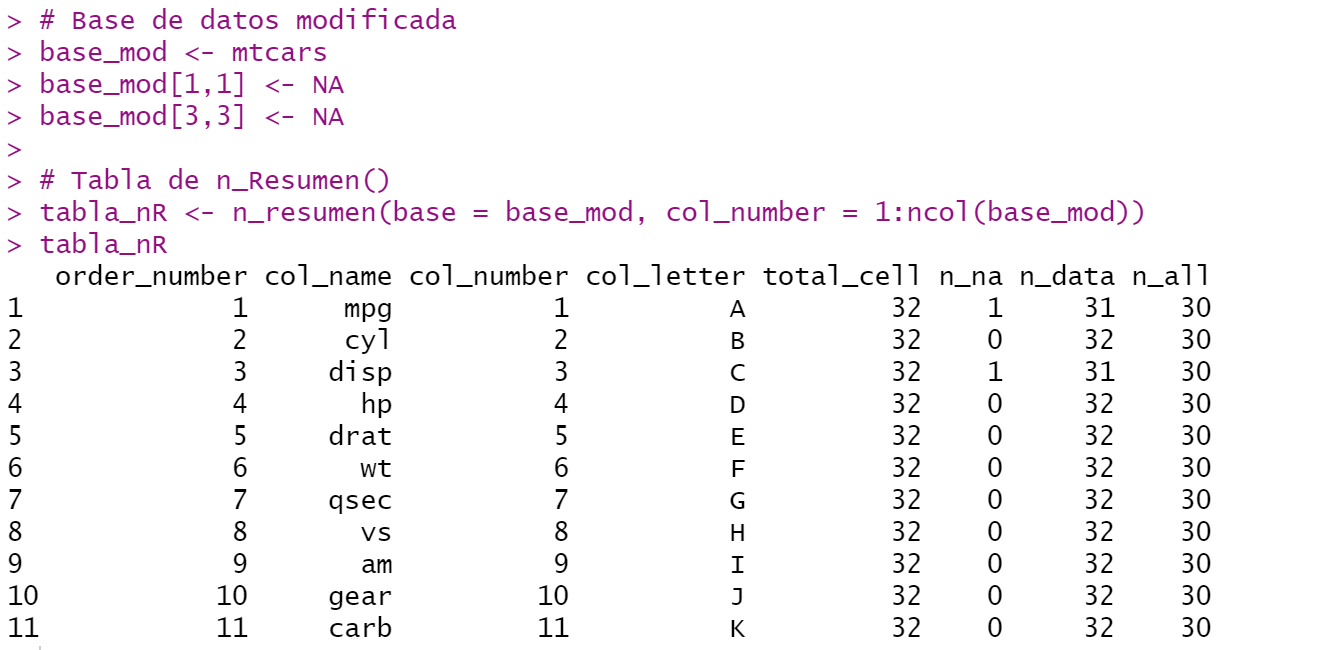 > # Base de datos modificada
> base_mod <- mtcars
> base_mod[1,1] <- NA
> base_mod[3,3] <- NA
>
> # Tabla de n_Resumen()
> tabla_nR <- n_resumen(base = base_mod, col_number = 1:ncol(base_mod))
> tabla_nR
   order_number col_name col_number col_letter total_cell n_na n_data n_all
1             1      mpg          1          A         32    1     31    30
2             2      cyl          2          B         32    0     32    30
3             3     disp          3          C         32    1     31    30
4             4       hp          4          D         32    0     32    30
5             5     drat          5          E         32    0     32    30
6             6       wt          6          F         32    0     32    30
7             7     qsec          7          G         32    0     32    30
8             8       vs          8          H         32    0     32    30
9             9       am          9          I         32    0     32    30
10           10     gear         10          J         32    0     32    30
11           11     carb         11          K         32    0     32    30